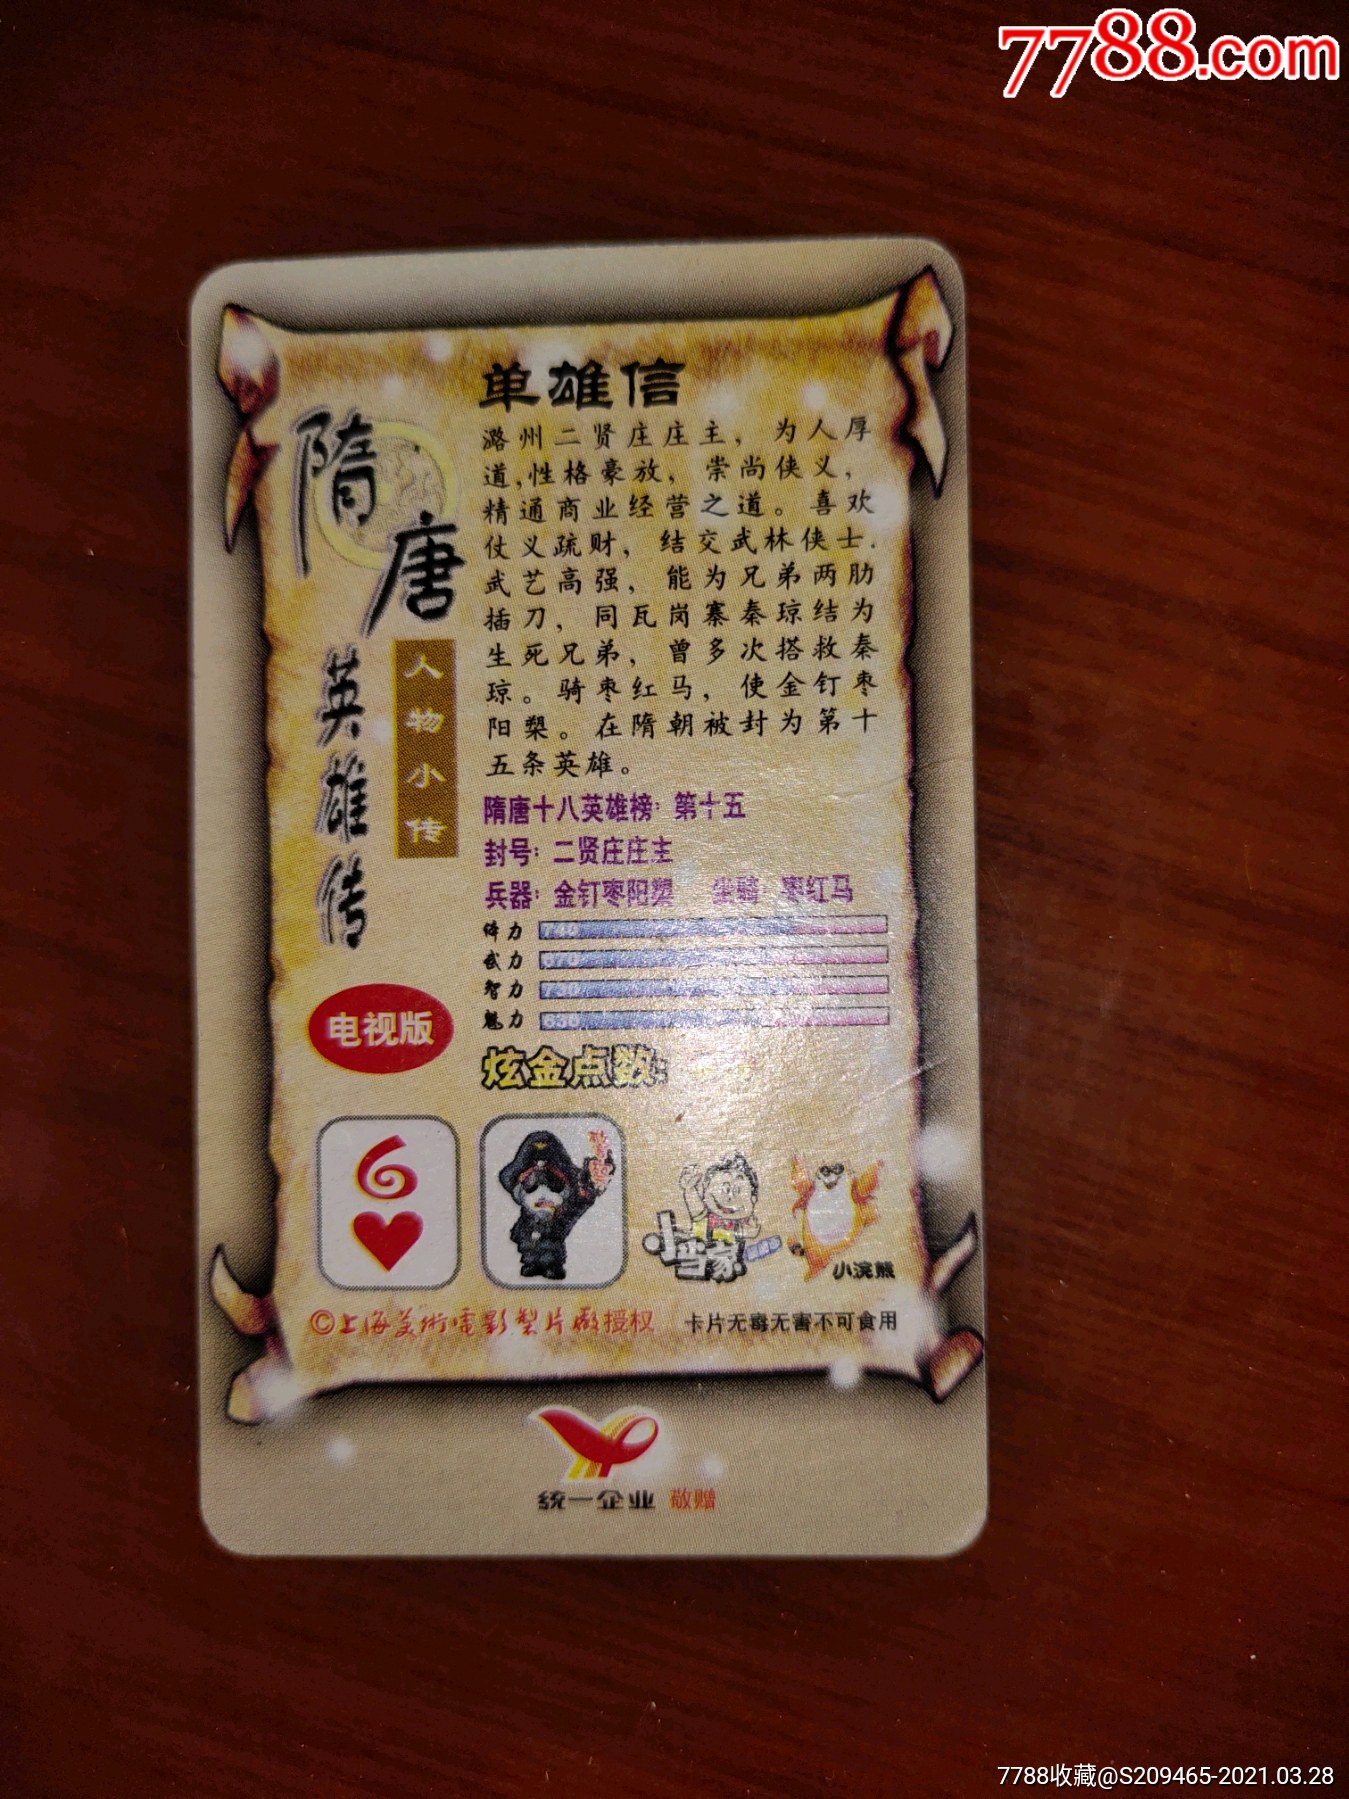 7788.com
单雄信
潞州二贤庄庄主，为人厚
道，性格豪放，崇尚侠义，
精通商业经营之道。喜欢
仗义疏财，结交武林侠士.
武艺高强，能为兄弟两肋
插刀，同瓦岗寨秦琼结为
生死兄弟，曾多次搭救秦
琼。骑枣红马，使金钉枣
阳槊。在隋朝被封为第十
五条英雄。
隋唐十八英雄榜：第十五
封号：二贤庄庄主
兵器：金钉枣阳塑 坐骑 枣红马
体力 740
武力 670
智力
魅力 630
炫金点数：
隋唐
英雄传
人物小传
电视版
6
小当家
小浣熊
©上海美術電影製片廠授权 卡片无毒无害不可食用
统一企业 敬赠
7788收藏@S209465-2021.03.28